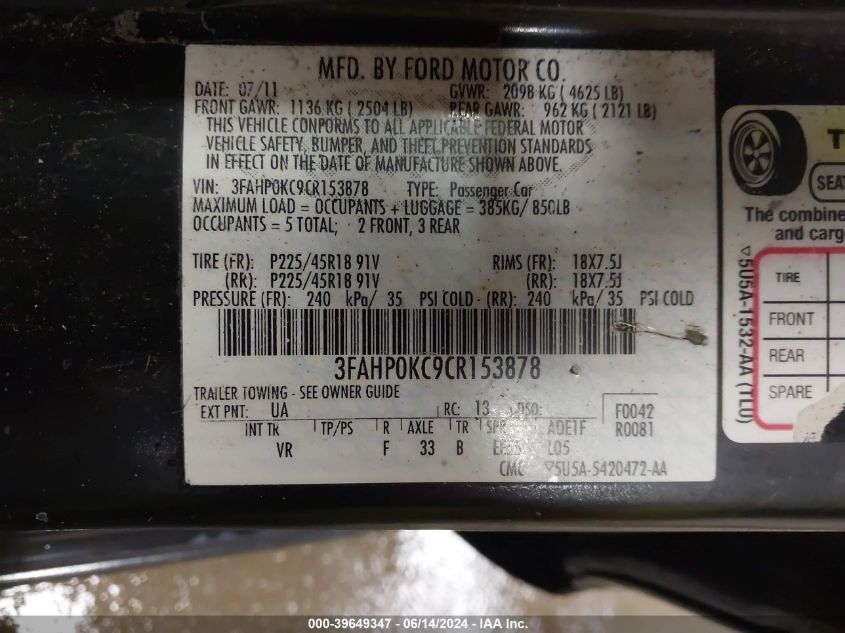 MFD. BY FORD MOTOR CO.
DATE: 07/11 GVWR: 2098 KG ( 4625 LB)
FRONT GAWR: 1136 KG ( 2504 LB) REAR GAWR: 962 KG ( 2121 LB)
THIS VEHICLE CONFORMS TO ALL APPLICABLE FEDERAL MOTOR
VEHICLE SAFETY, BUMPER, AND THEFT PREVENTION STANDARDS
IN EFFECT ON THE DATE OF MANUFACTURE SHOWN ABOVE.
VIN: 3FAHP0KC9CR153878 TYPE: Passenger Car
MAXIMUM LOAD = OCCUPANTS + LUGGAGE = 385KG/ 850LB
OCCUPANTS = 5 TOTAL; 2 FRONT, 3 REAR
TIRE (FR): P225/45R18 91V RIMS (FR): 18X7.5J
(RR): P225/45R18 91V (RR): 18X7.5J
PRESSURE (FR): 240 kPa/ 35 PSI COLD - (RR): 240 kPa/ 35 PSI COLD
3FAHP0KC9CR153878
TRAILER TOWING - SEE OWNER GUIDE
EXT PNT: UA RC: 13 DSO: F0042
R0081
INT TR TP/PS R AXLE TR SPR ADE1F
VR F 33 B L05
CMC ▽5U5A-5420472-AA
SEAT
The combine
and carg
▽5U5A-1532-AA (TLU)
TIRE
FRONT
REAR
SPARE
000-39649347 - 06/14/2024 - IAA Inc.